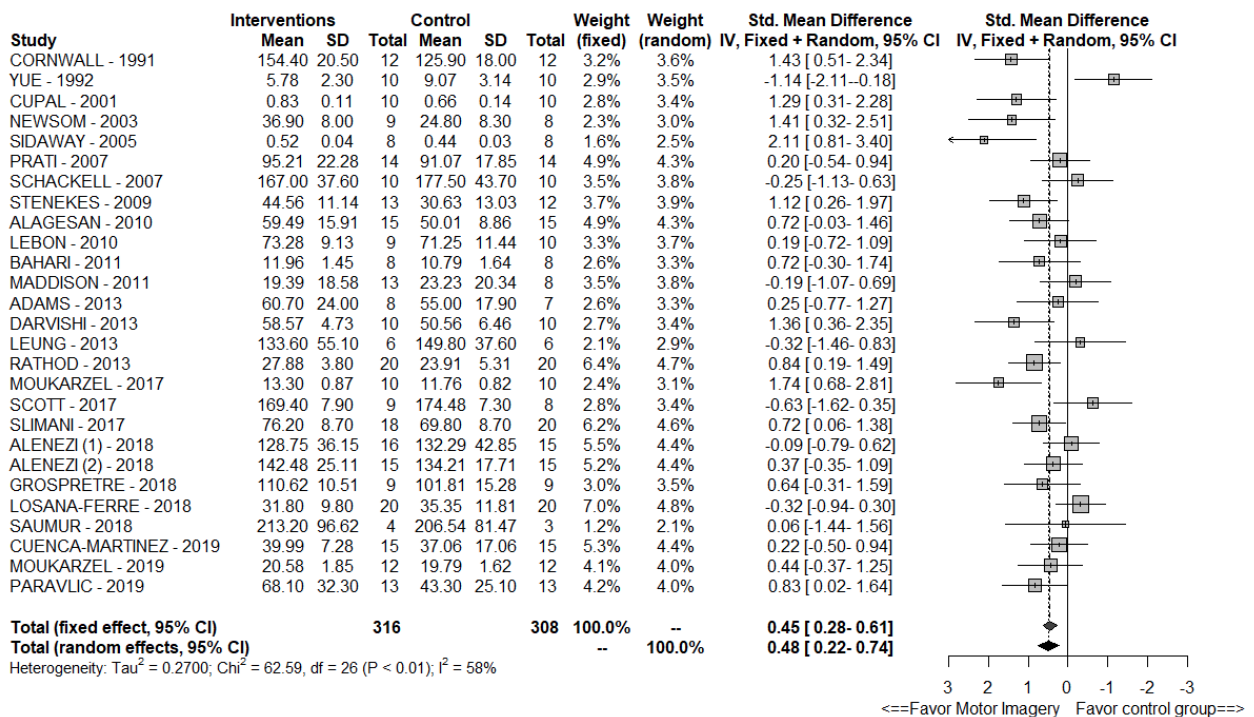 Interventions Control Weight Weight Std. Mean Difference Std. Mean Difference
Study Mean SD Total Mean SD Total (fixed) (random) IV, Fixed + Random, 95% CI IV, Fixed + Random, 95% CI
CORNWALL - 1991 154.40 20.50 12 125.90 18.00 12 3.2% 3.6% 1.43 [ 0.51- 2.34]
YUE - 1992 5.78 2.30 10 9.07 3.14 10 2.9% 3.5% -1.14 [-2.11--0.18]
CUPAL - 2001 0.83 0.11 10 0.66 0.14 10 2.8% 3.4% 1.29 [ 0.31- 2.28]
NEWSOM - 2003 36.90 8.00 9 24.80 8.30 8 2.3% 3.0% 1.41 [ 0.32- 2.51]
SIDAWAY - 2005 0.52 0.04 8 0.44 0.03 8 1.6% 2.5% 2.11 [ 0.81- 3.40]
PRATI - 2007 95.21 22.28 14 91.07 17.85 14 4.9% 4.3% 0.20 [-0.54- 0.94]
SCHACKELL - 2007 167.00 37.60 10 177.50 43.70 10 3.5% 3.8% -0.25 [-1.13- 0.63]
STENEKES - 2009 44.56 11.14 13 30.63 13.03 12 3.7% 3.9% 1.12 [ 0.26- 1.97]
ALAGESAN - 2010 59.49 15.91 15 50.01 8.86 15 4.9% 4.3% 0.72 [-0.03- 1.46]
LEBON - 2010 73.28 9.13 9 71.25 11.44 10 3.3% 3.7% 0.19 [-0.72- 1.09]
BAHARI - 2011 11.96 1.45 8 10.79 1.64 8 2.6% 3.3% 0.72 [-0.30- 1.74]
MADDISON - 2011 19.39 18.58 13 23.23 20.34 8 3.5% 3.8% -0.19 [-1.07- 0.69]
ADAMS - 2013 60.70 24.00 8 55.00 17.90 7 2.6% 3.3% 0.25 [-0.77- 1.27]
DARVISHI - 2013 58.57 4.73 10 50.56 6.46 10 2.7% 3.4% 1.36 [ 0.36- 2.35]
LEUNG - 2013 133.60 55.10 6 149.80 37.60 6 2.1% 2.9% -0.32 [-1.46- 0.83]
RATHOD - 2013 27.88 3.80 20 23.91 5.31 20 6.4% 4.7% 0.84 [ 0.19- 1.49]
MOUKARZEL - 2017 13.30 0.87 10 11.76 0.82 10 2.4% 3.1% 1.74 [ 0.68- 2.81]
SCOTT - 2017 169.40 7.90 9 174.48 7.30 8 2.8% 3.4% -0.63 [-1.62- 0.35]
SLIMANI - 2017 76.20 8.70 18 69.80 8.70 20 6.2% 4.6% 0.72 [ 0.06- 1.38]
ALENEZI (1) - 2018 128.75 36.15 16 132.29 42.85 15 5.5% 4.4% -0.09 [-0.79- 0.62]
ALENEZI (2) - 2018 142.48 25.11 15 134.21 17.71 15 5.2% 4.4% 0.37 [-0.35- 1.09]
GROSPRETRE - 2018 110.62 10.51 9 101.81 15.28 9 3.0% 3.5% 0.64 [-0.31- 1.59]
LOSANA-FERRE - 2018 31.80 9.80 20 35.35 11.81 20 7.0% 4.8% -0.32 [-0.94- 0.30]
SAUMUR - 2018 213.20 96.62 4 206.54 81.47 3 1.2% 2.1% 0.06 [-1.44- 1.56]
CUENCA-MARTINEZ - 2019 39.99 7.28 15 37.06 17.06 15 5.3% 4.4% 0.22 [-0.50- 0.94]
MOUKARZEL - 2019 20.58 1.85 12 19.79 1.62 12 4.1% 4.0% 0.44 [-0.37- 1.25]
PARAVLIC - 2019 68.10 32.30 13 43.30 25.10 13 4.2% 4.0% 0.83 [ 0.02- 1.64]
Total (fixed effect, 95% CI) 316 308 100.0% -- 0.45 [ 0.28- 0.61]
Total (random effects, 95% CI) -- 100.0% 0.48 [ 0.22- 0.74]
Heterogeneity: Tau² = 0.2700; Chi² = 62.59, df = 26 (P < 0.01); I² = 58%
3 2 1 0 -1 -2 -3
<==Favor Motor Imagery Favor control group==>